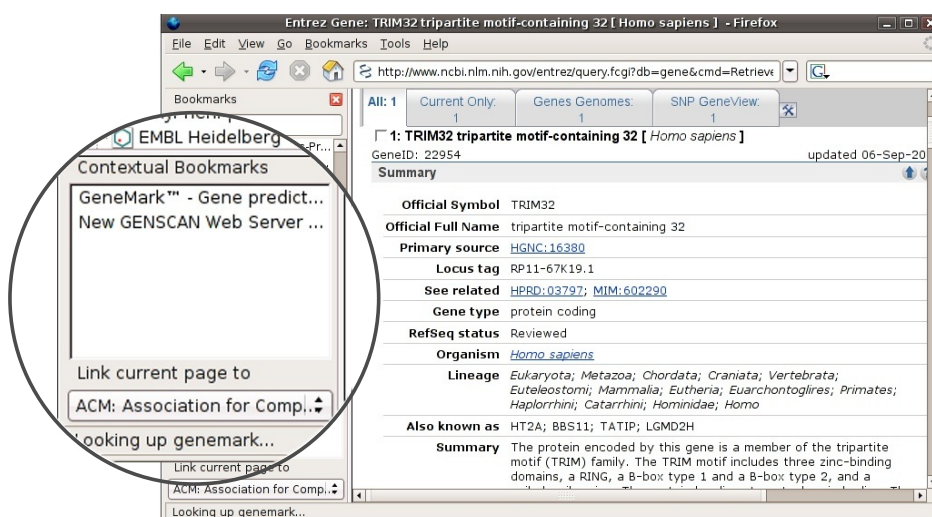 Entrez Gene: TRIM32 tripartite motif-containing 32 [ Homo sapiens ] - Firefox
File Edit View Go Bookmarks Tools Help
http://www.ncbi.nlm.nih.gov/entrez/query.fcgi?db=gene&cmd=Retrieve
G
Bookmarks
All: 1
Current Only: 1
Genes Genomes: 1
SNP GeneView: 1
1: TRIM32 tripartite motif-containing 32 [ Homo sapiens ]
GeneID: 22954
updated 06-Sep-20
Summary
Official Symbol TRIM32
Official Full Name tripartite motif-containing 32
Primary source HGNC:16380
Locus tag RP11-67K19.1
See related HPRD:03797; MIM:602290
Gene type protein coding
RefSeq status Reviewed
Organism Homo sapiens
Lineage Eukaryota; Metazoa; Chordata; Craniata; Vertebrata;
Euteleostomi; Mammalia; Eutheria; Euarchontoglires; Primates;
Haplorrhini; Catarrhini; Hominidae; Homo
Also known as HT2A; BBS11; TATIP; LGMD2H
Summary The protein encoded by this gene is a member of the tripartite
motif (TRIM) family. The TRIM motif includes three zinc-binding
domains, a RING, a B-box type 1 and a B-box type 2, and a
EMBL Heidelberg
Contextual Bookmarks
GeneMark™ - Gene predict...
New GENSCAN Web Server ...
Link current page to
ACM: Association for Comp...
Looking up genemark...
Link current page to
ACM: Association for Comp...
Looking up genemark...